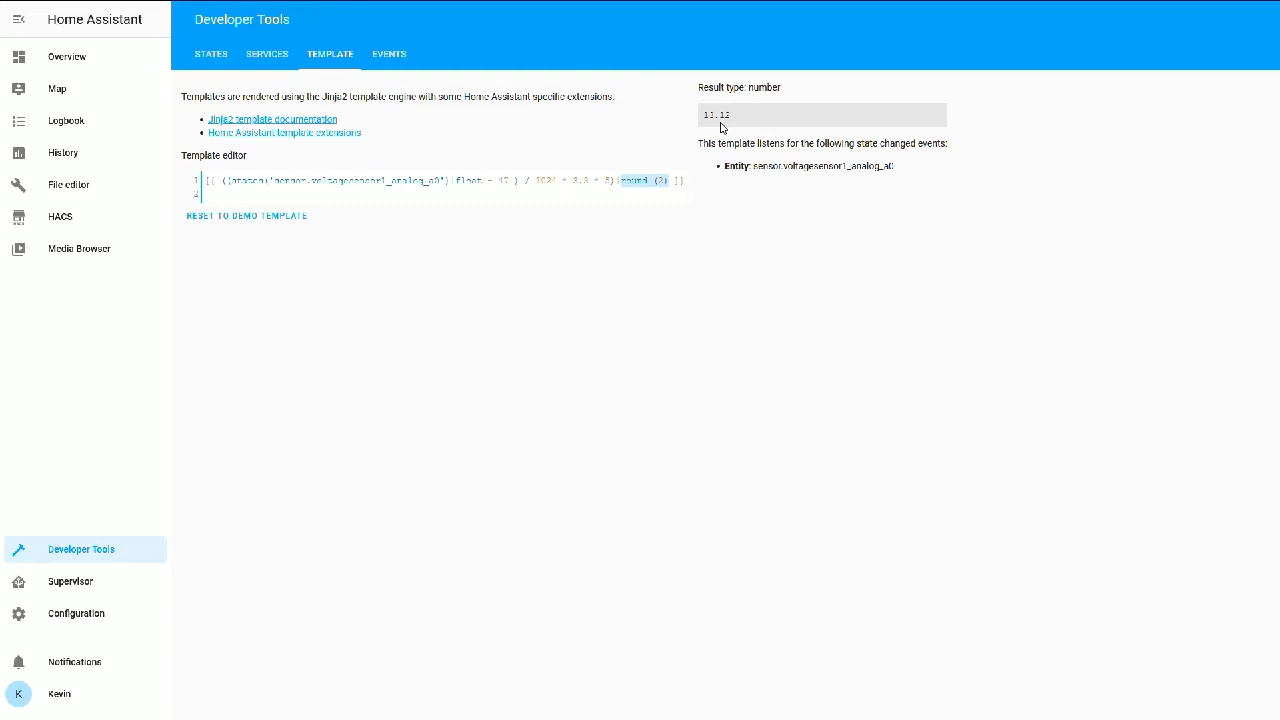 Home Assistant
Overview
Map
Logbook
History
File editor
HACS
Media Browser
Developer Tools
Supervisor
Configuration
Notifications
K Kevin
Developer Tools
STATES SERVICES TEMPLATE EVENTS
Templates are rendered using the Jinja2 template engine with some Home Assistant specific extensions.
• Jinja2 template documentation
• Home Assistant template extensions
Template editor
1 {{ ((states('sensor.voltagesensor1_analog_a0')|float - 47 ) / 1024 * 3.3 * 5)|round (2) }}
2
RESET TO DEMO TEMPLATE
Result type: number
This template listens for the following state changed events:
• Entity: sensor.voltagesensor1_analog_a0